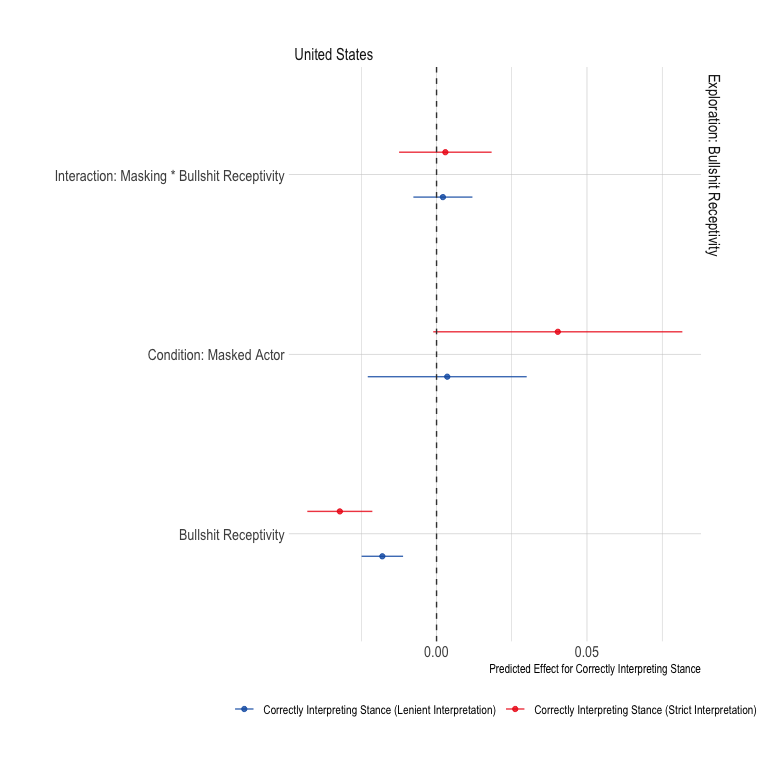 United States
Exploration: Bullshit Receptivity
Interaction: Masking * Bullshit Receptivity
Condition: Masked Actor
Bullshit Receptivity
0.00
0.05
Predicted Effect for Correctly Interpreting Stance
Correctly Interpreting Stance (Lenient Interpretation)
Correctly Interpreting Stance (Strict Interpretation)